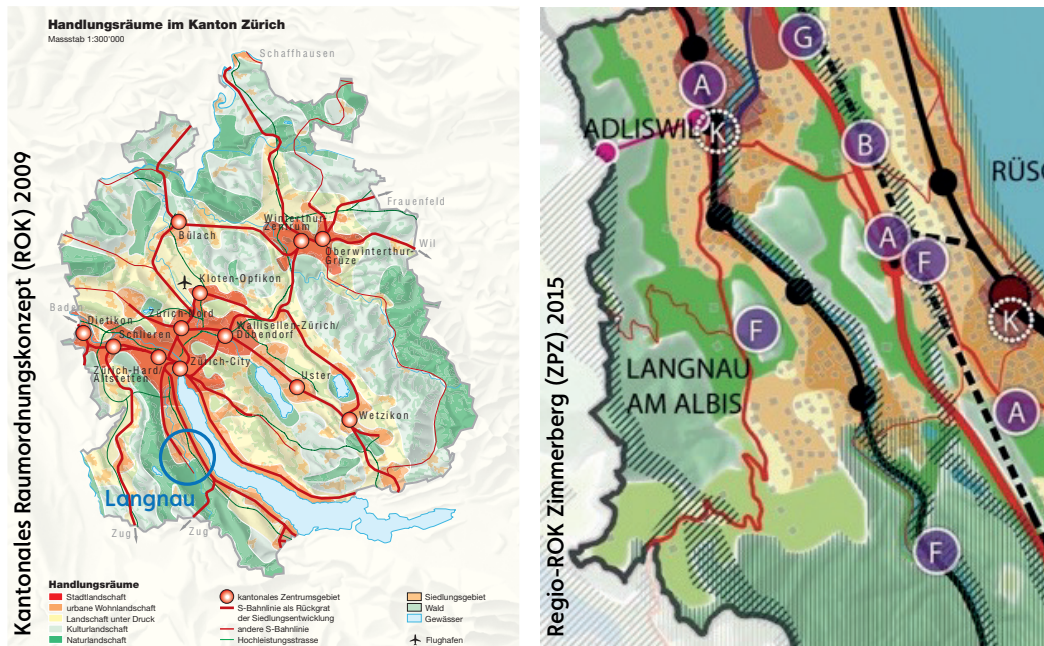 Kantonales Raumordnungskonzept (ROK) 2009
Handlungsräume im Kanton Zürich
Massstab 1:300'000
Schaffhausen
Frauenfeld
Winterthur-
Zentrum
Bülach
Oberwinterthur-
Grüze
Wil
Kloten-Opfikon
Baden
Dietikon
Zürich-Nord
Schlieren
Wallisellen-Zürich/
Dübendorf
Zürich-City
Zürich-Hard/
Altstetten
Uster
Wetzikon
Langnau
Zug
Zug
Handlungsräume
Stadtlandschaft
urbane Wohnlandschaft
Landschaft unter Druck
Kulturlandschaft
Naturlandschaft
kantonales Zentrumsgebiet
S-Bahnlinie als Rückgrat
der Siedlungsentwicklung
andere S-Bahnlinie
Hochleistungsstrasse
Siedlungsgebiet
Wald
Gewässer
Flughafen
Regio-ROK Zimmerberg (ZPZ) 2015
G
A
ADLISWIL
K
B
RÜSC
A
F
K
F
LANGNAU
AM ALBIS
A
F